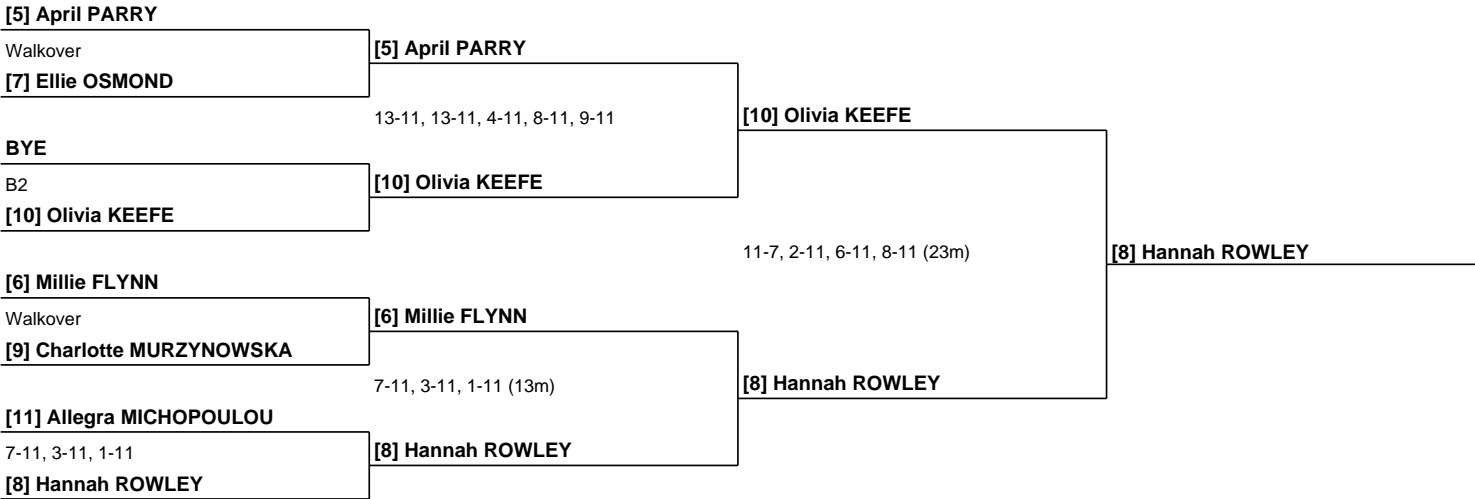 [5] April PARRY
Walkover
[7] Ellie OSMOND
BYE
B2
[10] Olivia KEEFE
[6] Millie FLYNN
Walkover
[9] Charlotte MURZYNOWSKA
[11] Allegra MICHOPOULOU
7-11, 3-11, 1-11
[8] Hannah ROWLEY
[5] April PARRY
13-11, 13-11, 4-11, 8-11, 9-11
[10] Olivia KEEFE
[6] Millie FLYNN
7-11, 3-11, 1-11 (13m)
[8] Hannah ROWLEY
[10] Olivia KEEFE
11-7, 2-11, 6-11, 8-11 (23m)
[8] Hannah ROWLEY
[8] Hannah ROWLEY